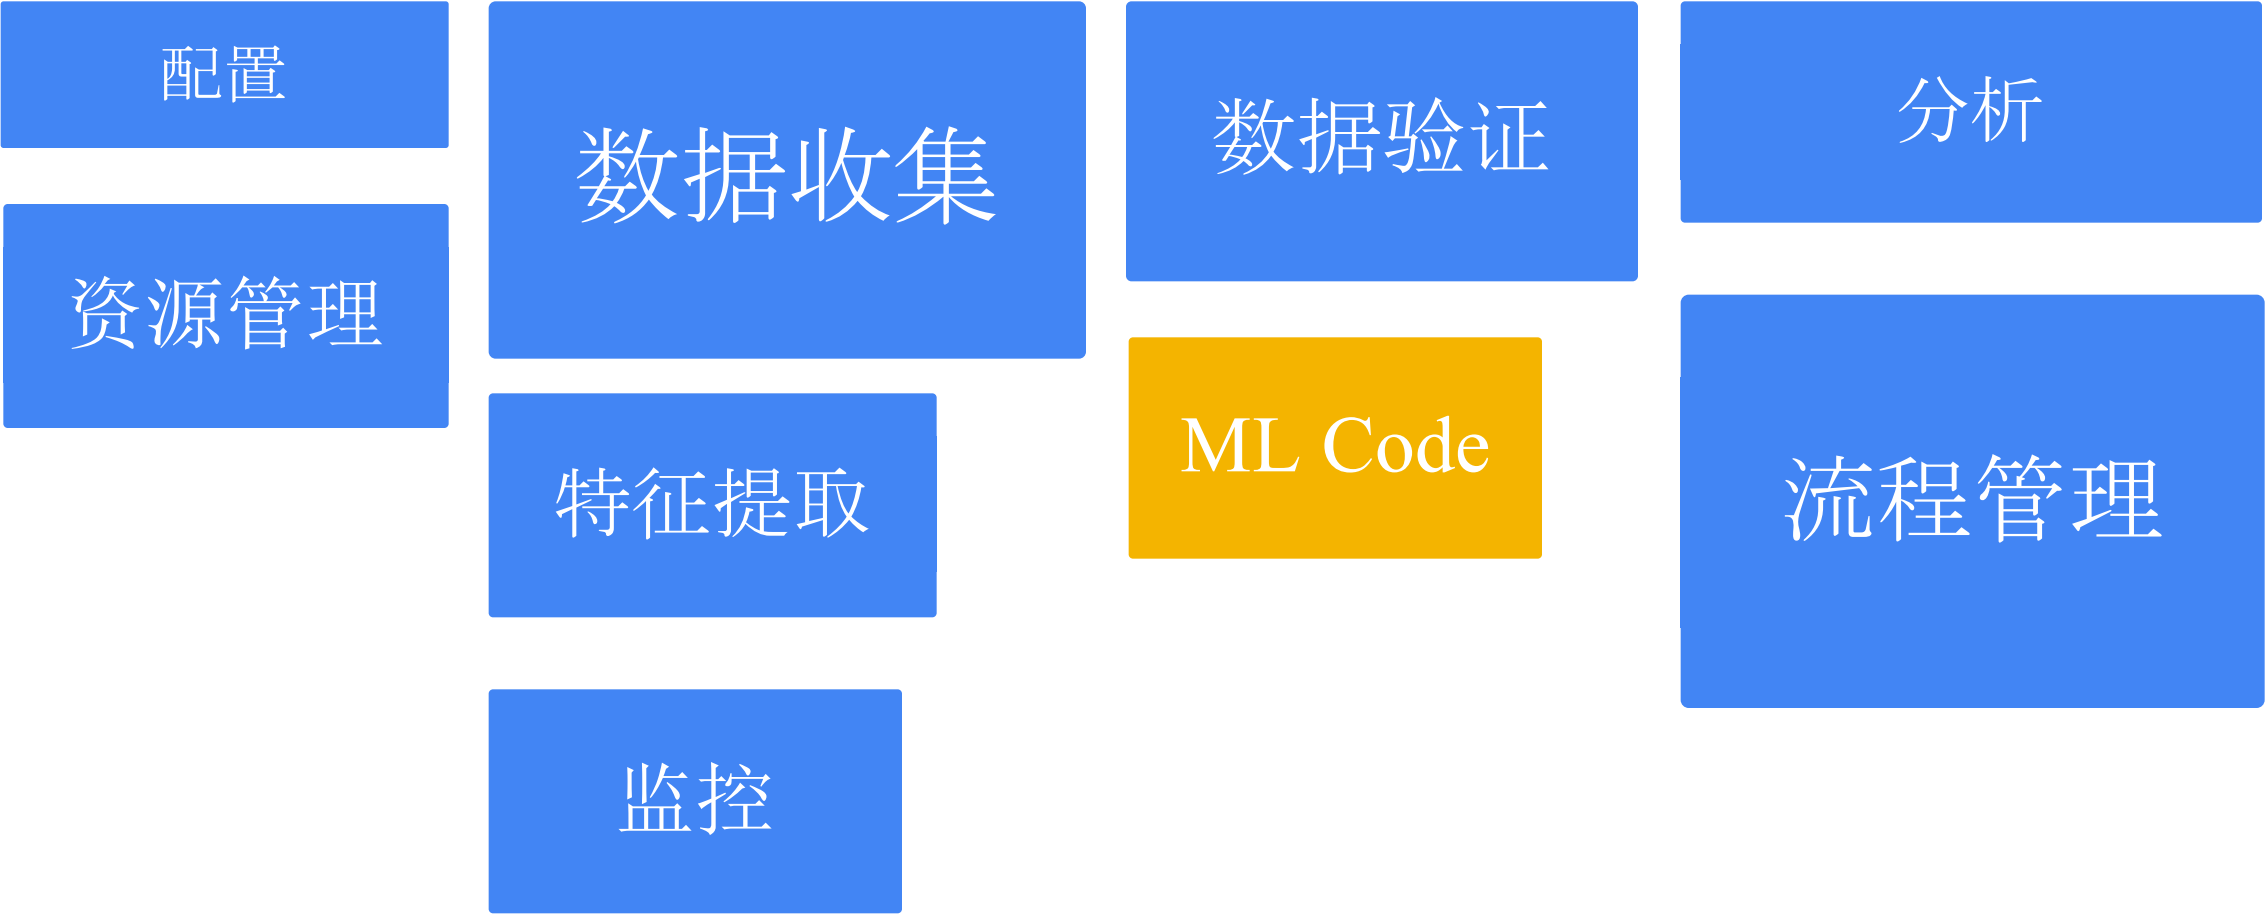 配置
数据收集
数据验证
分析
资源管理
ML Code
特征提取
流程管理
监控